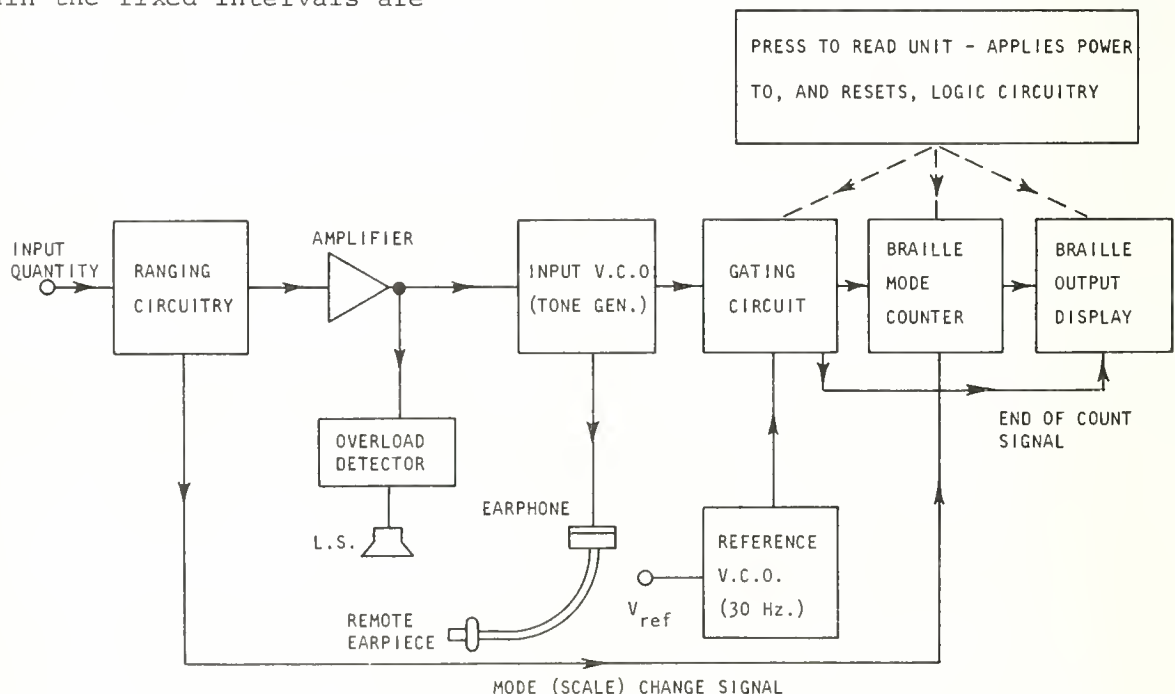 ain the fixed intervals are
PRESS TO READ UNIT - APPLIES POWER
TO, AND RESETS, LOGIC CIRCUITRY
INPUT
QUANTITY
RANGING
CIRCUITRY
AMPLIFIER
INPUT V.C.O
(TONE GEN.)
GATING
CIRCUIT
BRAILLE
MODE
COUNTER
BRAILLE
OUTPUT
DISPLAY
END OF COUNT
SIGNAL
OVERLOAD
DETECTOR
L.S.
EARPHONE
REMOTE
EARPIECE
Vref
REFERENCE
V.C.O.
(30 Hz.)
MODE (SCALE) CHANGE SIGNAL